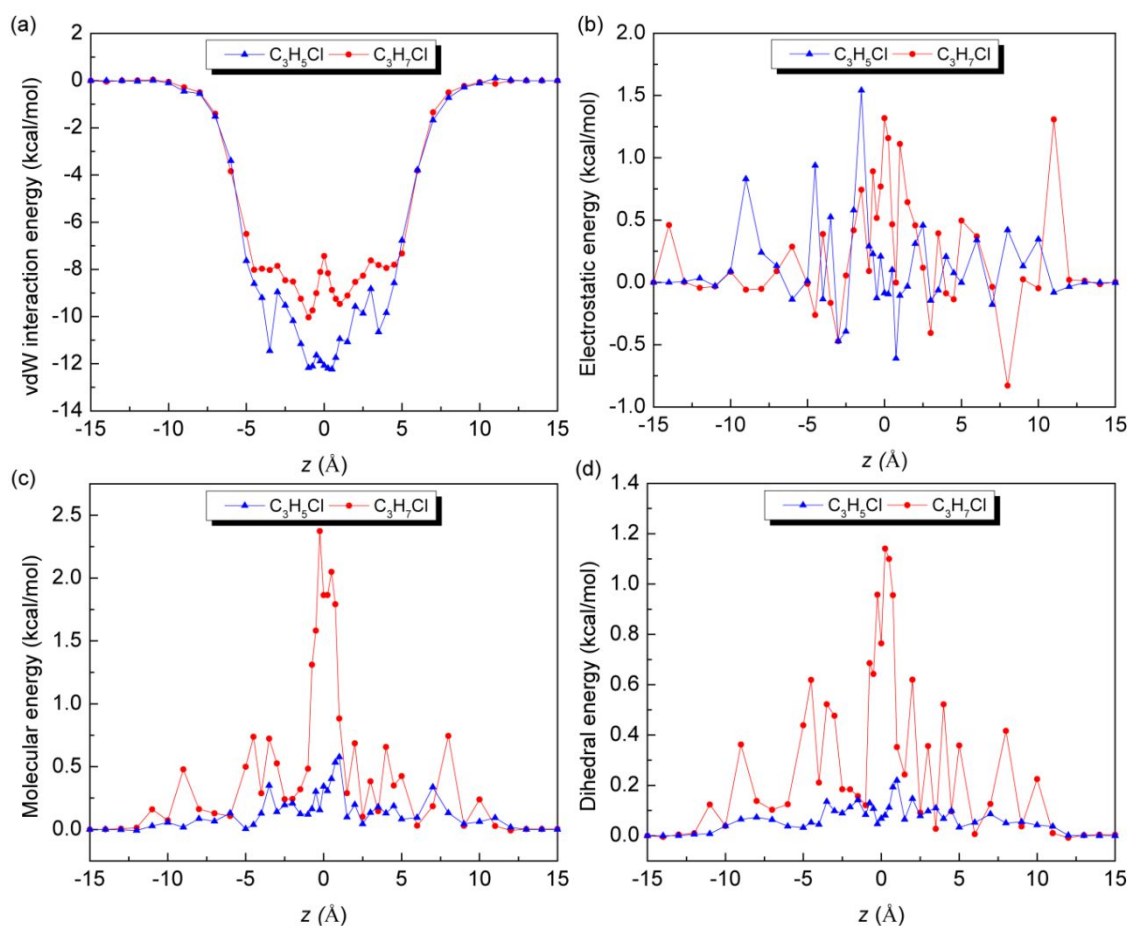 (a)
C₃H₅Cl C₃H₇Cl
vdW interaction energy (kcal/mol)
2
0
-2
-4
-6
-8
-10
-12
-14
-15 -10 -5 0 5 10 15
z (Å)
(b)
C₃H₅Cl C₃H₇Cl
Electrostatic energy (kcal/mol)
2.0
1.5
1.0
0.5
0.0
-0.5
-1.0
-15 -10 -5 0 5 10 15
z (Å)
(c)
C₃H₅Cl C₃H₇Cl
Molecular energy (kcal/mol)
2.5
2.0
1.5
1.0
0.5
0.0
-15 -10 -5 0 5 10 15
z (Å)
(d)
C₃H₅Cl C₃H₇Cl
Dihedral energy (kcal/mol)
1.4
1.2
1.0
0.8
0.6
0.4
0.2
0.0
-15 -10 -5 0 5 10 15
z (Å)